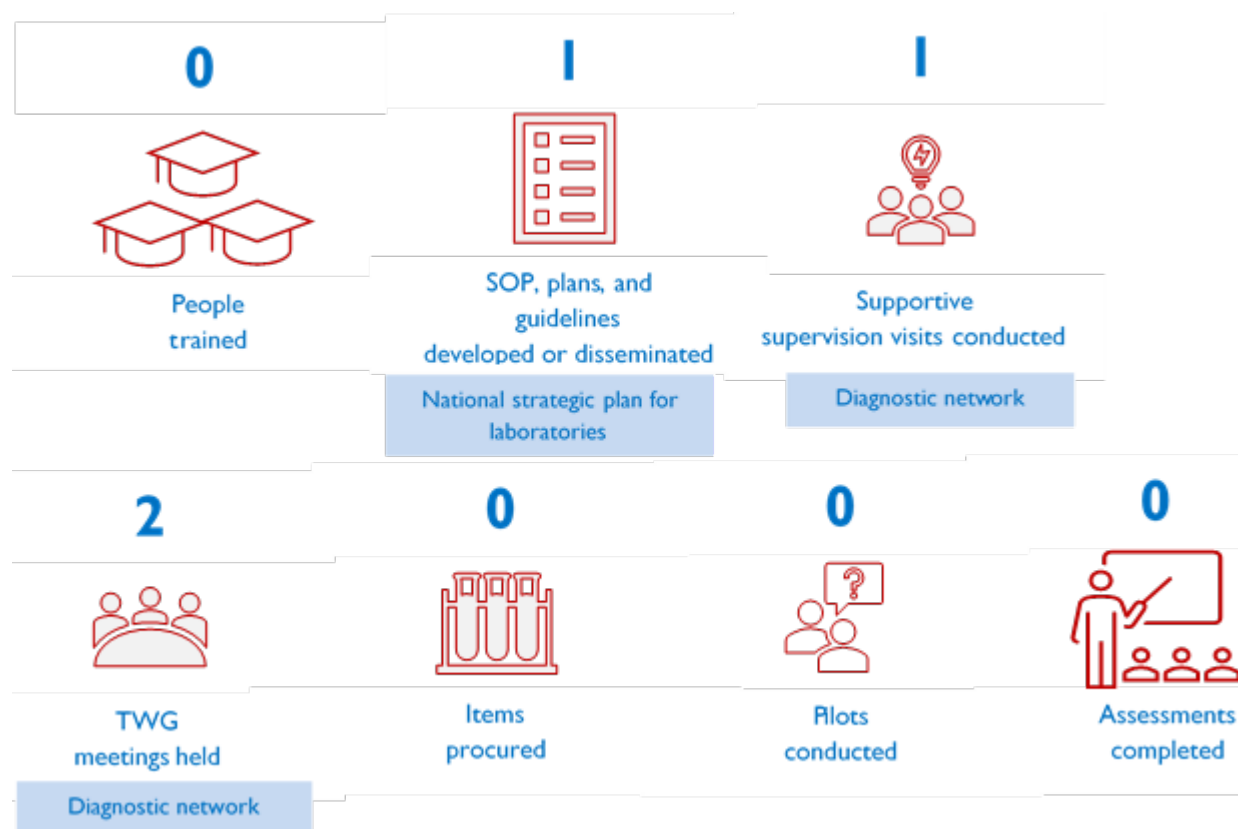 0
People
trained
1
SOP, plans, and
guidelines
developed or disseminated
National strategic plan for
laboratories
1
Supportive
supervision visits conducted
Diagnostic network
2
TWG
meetings held
Diagnostic network
0
Items
procured
?
0
Pilots
conducted
0
Assessments
completed